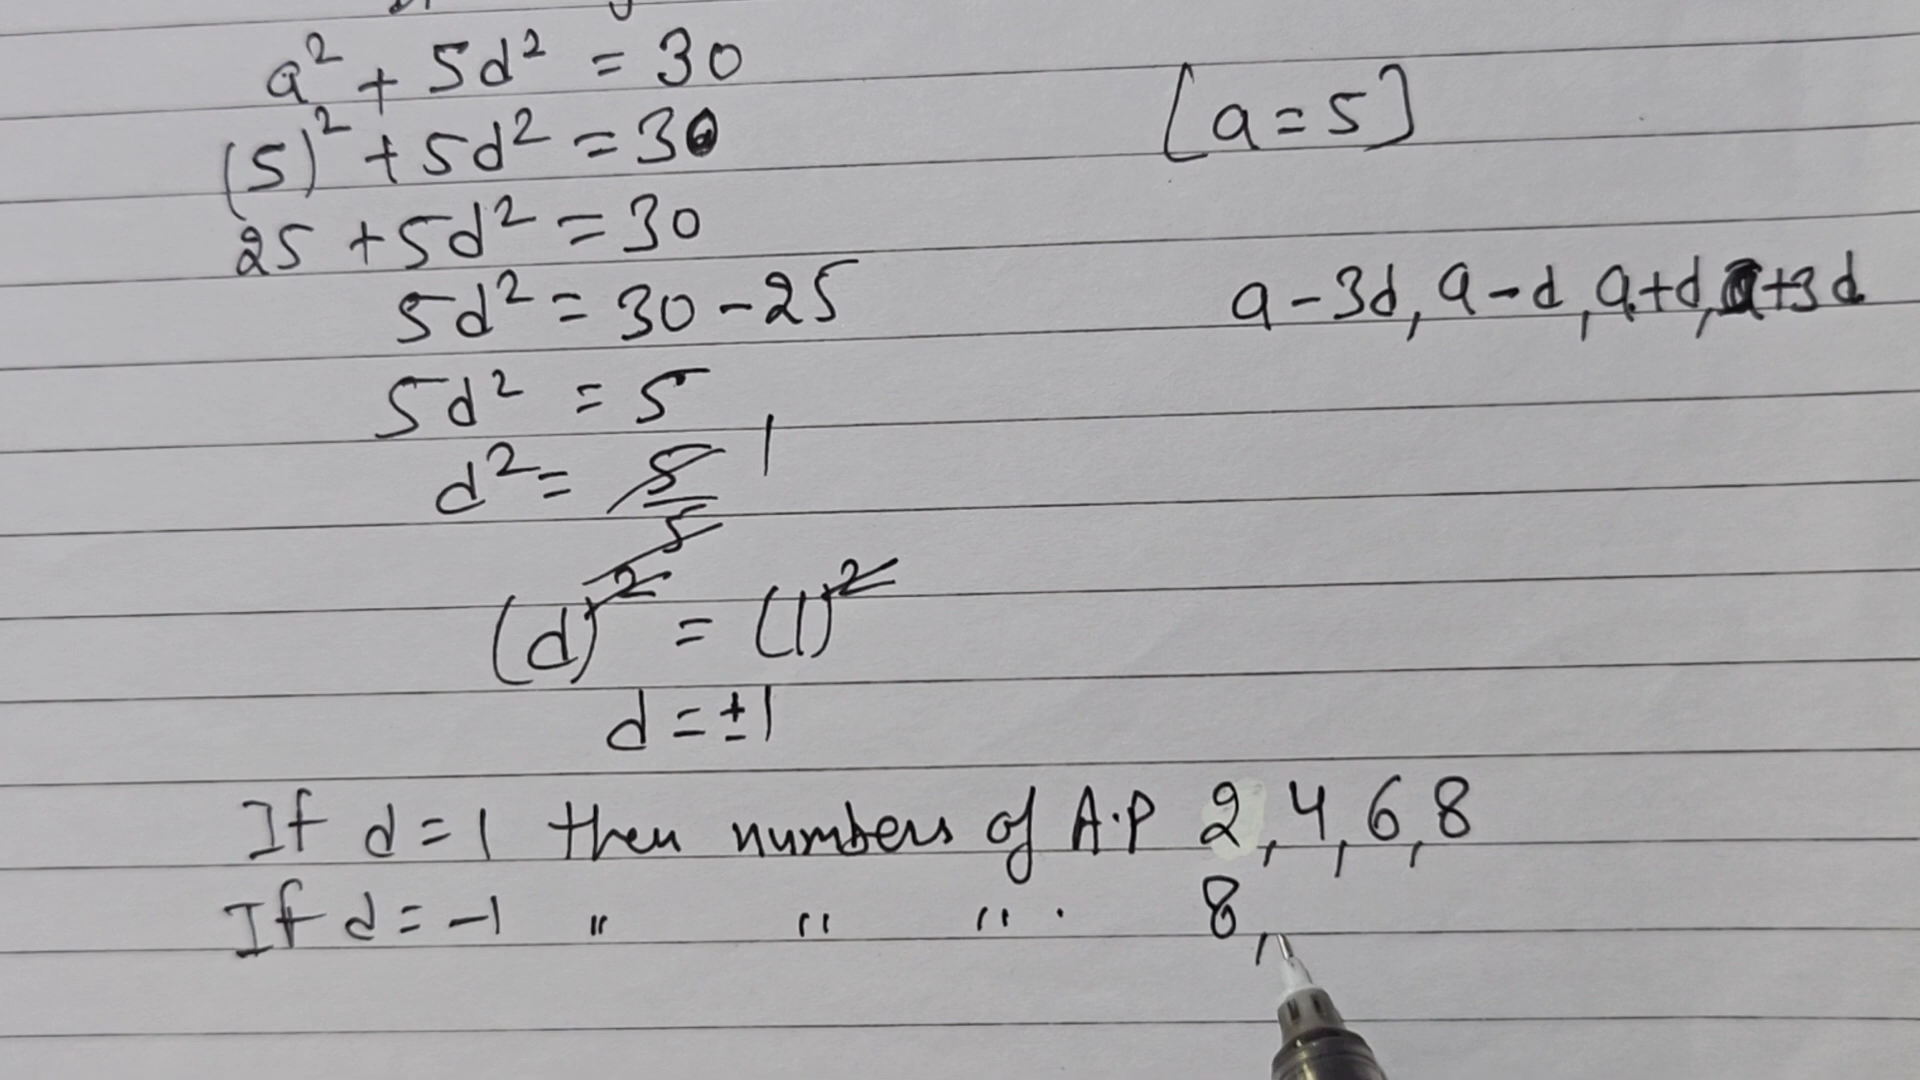 a² + 5d² = 30
[a = 5]
(5)² + 5d² = 30
25 + 5d² = 30
5d² = 30 - 25
a - 3d, a - d, a + d, a + 3d
5d² = 5
d² = 5/5 1
(d)² = (1)²
d = ±1
If d = 1 then numbers of A.P 2, 4, 6, 8
If d = -1 " " " . 8,